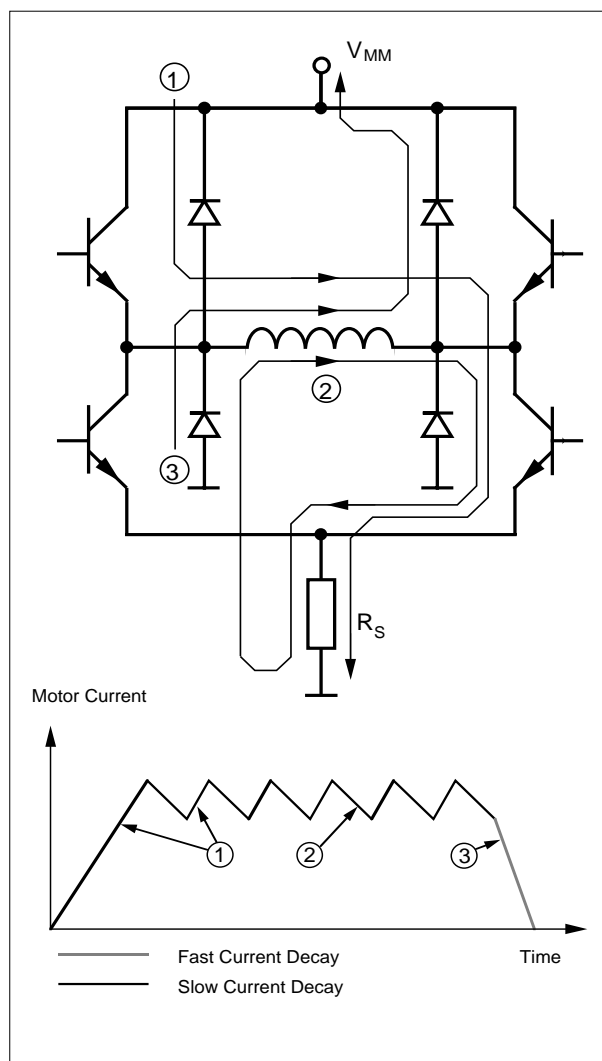 V_MM
1
2
3
R_S
Motor Current
1
2
3
Fast Current Decay
Time
Slow Current Decay